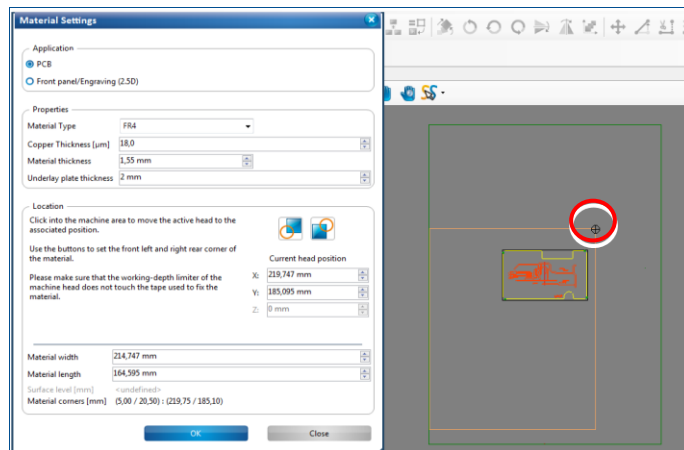 Material Settings
Application
PCB
Front panel/Engraving (2.5D)
Properties
Material Type FR4
Copper Thickness [µm] 18,0
Material thickness 1,55 mm
Underlay plate thickness 2 mm
Location
Click into the machine area to move the active head to the
associated position.
Use the buttons to set the front left and right rear corner of
the material.
Please make sure that the working-depth limiter of the
machine head does not touch the tape used to fix the
material.
Current head position
X: 219,747 mm
Y: 185,095 mm
Z: 0 mm
Material width 214,747 mm
Material length 164,595 mm
Surface level [mm] <undefined>
Material corners [mm] (5,00 / 20,50) : (219,75 / 185,10)
OK Close